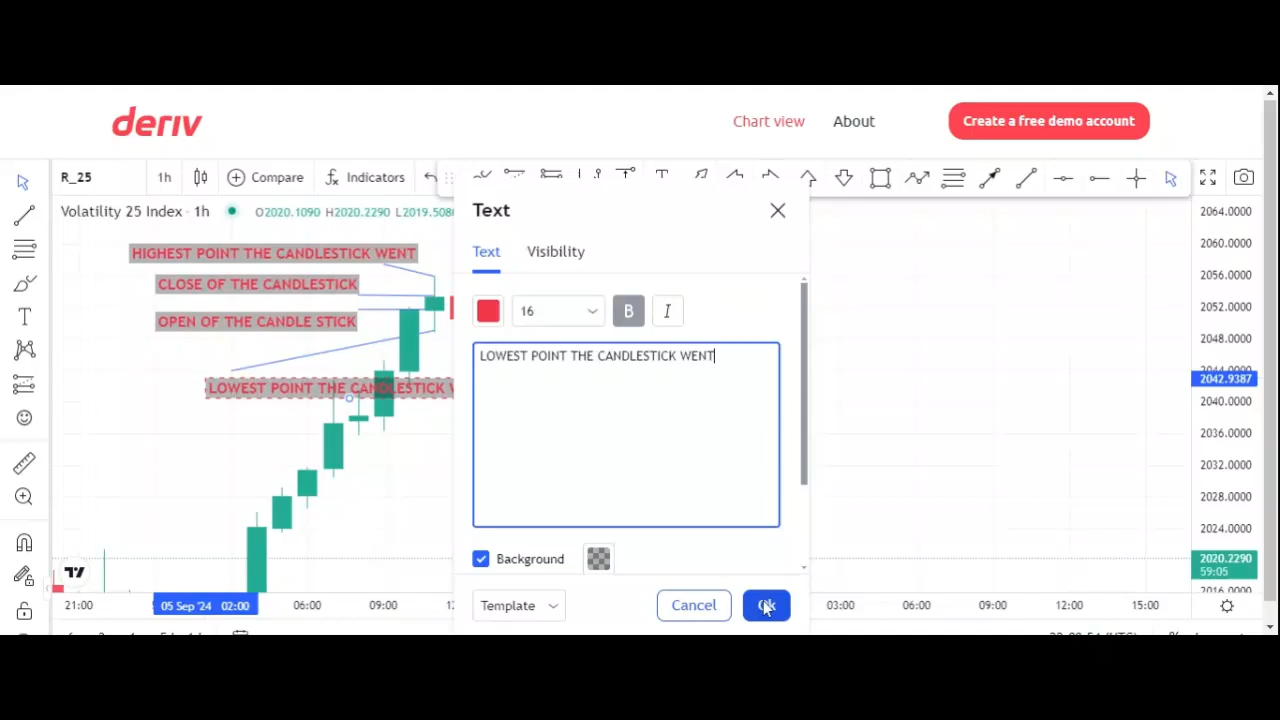 deriv
Chart view
About
Create a free demo account
R_25
1h
Compare
Indicators
Volatility 25 Index · 1h
O2020.1090 H2020.2290 L2019.508
HIGHEST POINT THE CANDLESTICK WENT
CLOSE OF THE CANDLESTICK
OPEN OF THE CANDLE STICK
LOWEST POINT THE CANDLESTICK
Text
Text
Visibility
16
B
I
LOWEST POINT THE CANDLESTICK WENT
Background
Template
Cancel
Ok
2064.0000
2060.0000
2056.0000
2052.0000
2048.0000
2044.0000
2042.9387
2040.0000
2036.0000
2032.0000
2028.0000
2024.0000
2020.2290
59:05
2016.0000
21:00
05 Sep '24 02:00
06:00
09:00
03:00
06:00
09:00
12:00
15:00